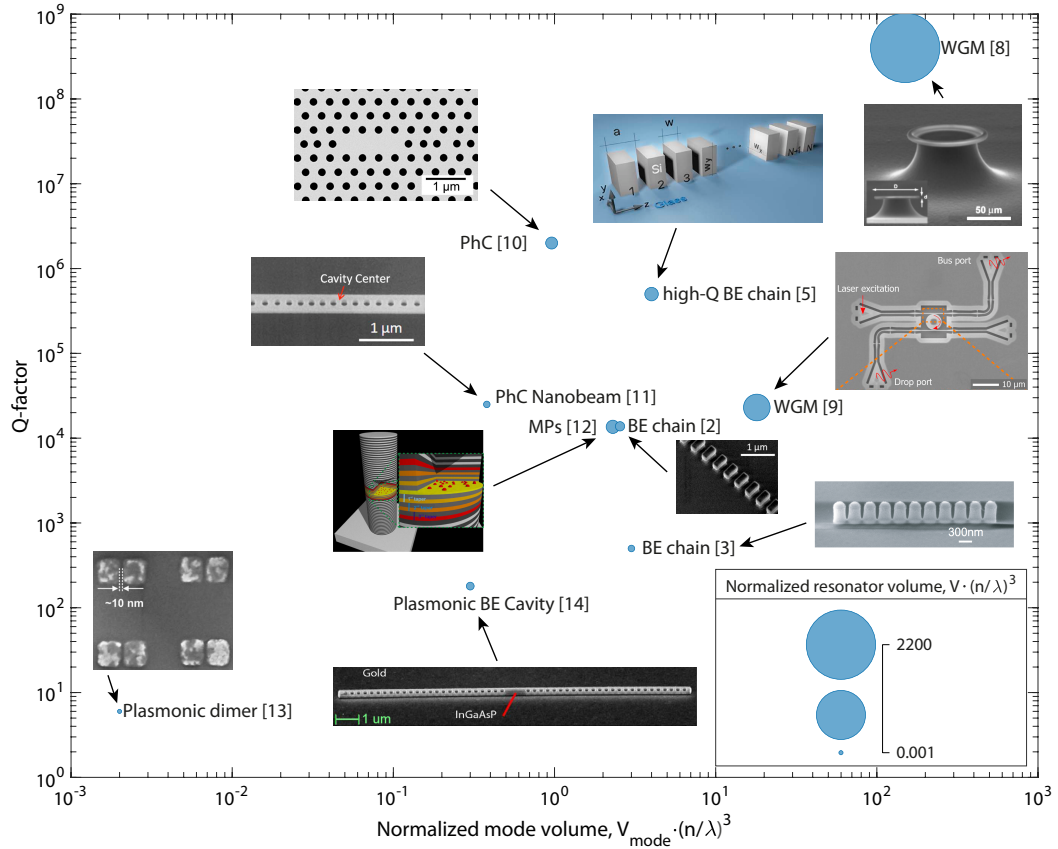 10^9
10^8
10^7
10^6
10^5
10^4
10^3
10^2
10^1
10^0
Q-factor
10^-3
10^-2
10^-1
10^0
10^1
10^2
10^3
Normalized mode volume, V_mode·(n/λ)^3
WGM [8]
50 μm
D
1 μm
PhC [10]
a
w
...
Si
w_y
w_x
N+1
1
2
3
y
x
z
Glass
high-Q BE chain [5]
Cavity Center
1 μm
Bus port
Laser excitation
Drop port
10 μm
PhC Nanobeam [11]
WGM [9]
MPs [12]
BE chain [2]
1 μm
BE chain [3]
300nm
~10 nm
Plasmonic BE Cavity [14]
Plasmonic dimer [13]
Gold
InGaAsP
1 um
Normalized resonator volume, V·(n/λ)^3
2200
0.001